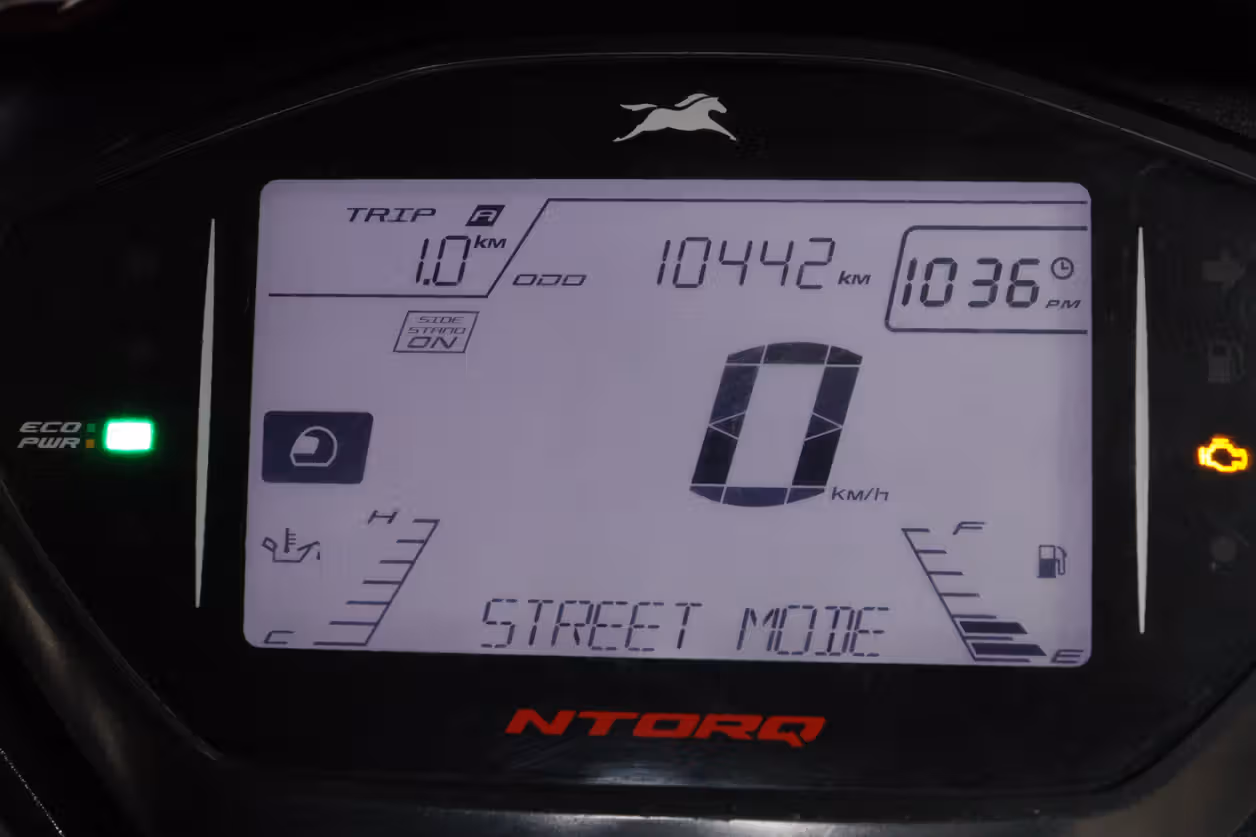 TRIP A
1.0 KM
ODO 10442 KM
10 36 PM
SIDE
STAND
ON
0 KM/H
ECO
PWR
H
C
F
E
STREET MODE
NTORQ